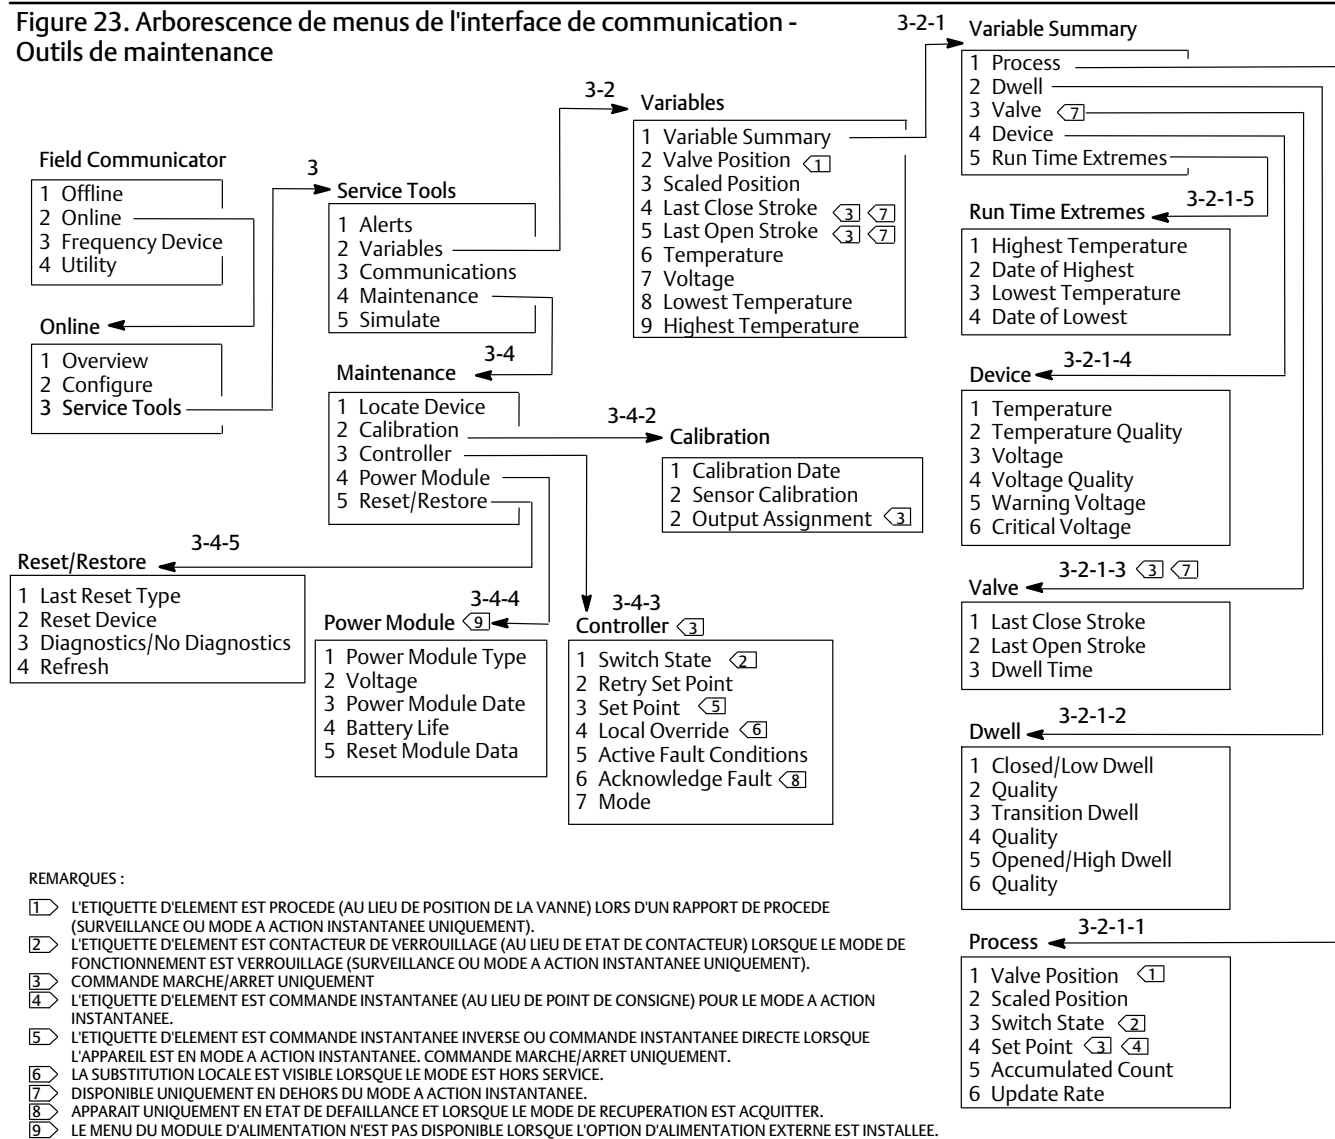 Figure 23. Arborescence de menus de l'interface de communication -
Outils de maintenance
Field Communicator
1 Offline
2 Online
3 Frequency Device
4 Utility
Online
1 Overview
2 Configure
3 Service Tools
3
Service Tools
1 Alerts
2 Variables
3 Communications
4 Maintenance
5 Simulate
3-4
Maintenance
1 Locate Device
2 Calibration
3 Controller
4 Power Module
5 Reset/Restore
3-2
Variables
1 Variable Summary
2 Valve Position 1
3 Scaled Position
4 Last Close Stroke 3 7
5 Last Open Stroke 3 7
6 Temperature
7 Voltage
8 Lowest Temperature
9 Highest Temperature
3-4-2
Calibration
1 Calibration Date
2 Sensor Calibration
2 Output Assignment 3
3-4-5
Reset/Restore
1 Last Reset Type
2 Reset Device
3 Diagnostics/No Diagnostics
4 Refresh
3-4-4
Power Module 9
1 Power Module Type
2 Voltage
3 Power Module Date
4 Battery Life
5 Reset Module Data
3-4-3
Controller 3
1 Switch State 2
2 Retry Set Point
3 Set Point 5
4 Local Override 6
5 Active Fault Conditions
6 Acknowledge Fault 8
7 Mode
3-2-1
Variable Summary
1 Process
2 Dwell
3 Valve 7
4 Device
5 Run Time Extremes
3-2-1-5
Run Time Extremes
1 Highest Temperature
2 Date of Highest
3 Lowest Temperature
4 Date of Lowest
3-2-1-4
Device
1 Temperature
2 Temperature Quality
3 Voltage
4 Voltage Quality
5 Warning Voltage
6 Critical Voltage
3-2-1-3 3 7
Valve
1 Last Close Stroke
2 Last Open Stroke
3 Dwell Time
3-2-1-2
Dwell
1 Closed/Low Dwell
2 Quality
3 Transition Dwell
4 Quality
5 Opened/High Dwell
6 Quality
3-2-1-1
Process
1 Valve Position 1
2 Scaled Position
3 Switch State 2
4 Set Point 3 4
5 Accumulated Count
6 Update Rate
REMARQUES :
1 L'ETIQUETTE D'ELEMENT EST PROCEDE (AU LIEU DE POSITION DE LA VANNE) LORS D'UN RAPPORT DE PROCEDE
(SURVEILLANCE OU MODE A ACTION INSTANTANEE UNIQUEMENT).
2 L'ETIQUETTE D'ELEMENT EST CONTACTEUR DE VERROUILLAGE (AU LIEU DE ETAT DE CONTACTEUR) LORSQUE LE MODE DE
FONCTIONNEMENT EST VERROUILLAGE (SURVEILLANCE OU MODE A ACTION INSTANTANEE UNIQUEMENT).
3 COMMANDE MARCHE/ARRET UNIQUEMENT
4 L'ETIQUETTE D'ELEMENT EST COMMANDE INSTANTANEE (AU LIEU DE POINT DE CONSIGNE) POUR LE MODE A ACTION
INSTANTANEE.
5 L'ETIQUETTE D'ELEMENT EST COMMANDE INSTANTANEE INVERSE OU COMMANDE INSTANTANEE DIRECTE LORSQUE
L'APPAREIL EST EN MODE A ACTION INSTANTANEE. COMMANDE MARCHE/ARRET UNIQUEMENT.
6 LA SUBSTITUTION LOCALE EST VISIBLE LORSQUE LE MODE EST HORS SERVICE.
7 DISPONIBLE UNIQUEMENT EN DEHORS DU MODE A ACTION INSTANTANEE.
8 APPARAIT UNIQUEMENT EN ETAT DE DEFAILLANCE ET LORSQUE LE MODE DE RECUPERATION EST ACQUITTER.
9 LE MENU DU MODULE D'ALIMENTATION N'EST PAS DISPONIBLE LORSQUE L'OPTION D'ALIMENTATION EXTERNE EST INSTALLEE.